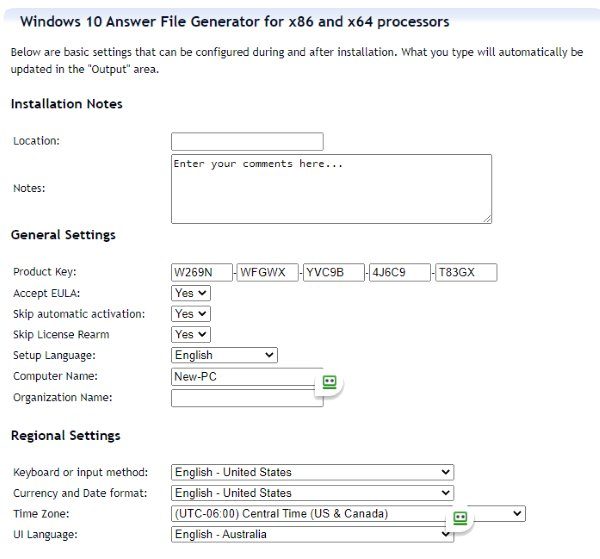 Windows 10 Answer File Generator for x86 and x64 processors
Below are basic settings that can be configured during and after installation. What you type will automatically be
updated in the "Output" area.
Installation Notes
Location:
Enter your comments here...
Notes:
General Settings
Product Key: W269N - WFGWX - YVC9B - 4J6C9 - T83GX
Accept EULA: Yes
Skip automatic activation: Yes
Skip License Rearm Yes
Setup Language: English
Computer Name: New-PC
Organization Name:
Regional Settings
Keyboard or input method: English - United States
Currency and Date format: English - United States
Time Zone: (UTC-06:00) Central Time (US & Canada)
UI Language: English - Australia